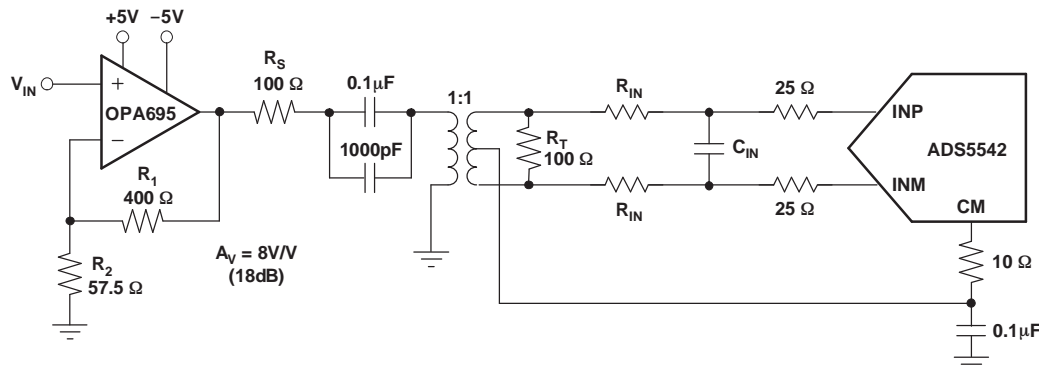 +5V −5V
V_IN
+
−
OPA695
R_S
100 Ω
0.1μF
1000pF
1:1
R_T
100 Ω
R_IN
R_IN
C_IN
25 Ω
25 Ω
INP
INM
ADS5542
CM
10 Ω
0.1μF
R_1
400 Ω
R_2
57.5 Ω
A_V = 8V/V
(18dB)